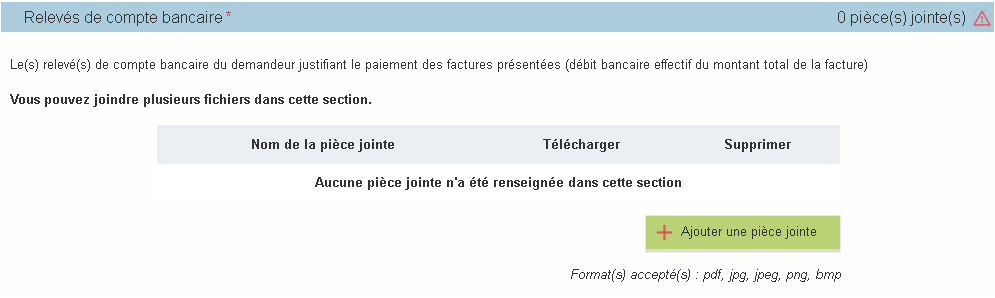 Relevés de compte bancaire * 0 pièce(s) jointe(s)
Le(s) relevé(s) de compte bancaire du demandeur justifiant le paiement des factures présentées (débit bancaire effectif du montant total de la facture)
Vous pouvez joindre plusieurs fichiers dans cette section.
Nom de la pièce jointe Télécharger Supprimer
Aucune pièce jointe n'a été renseignée dans cette section
Ajouter une pièce jointe
Format(s) accepté(s) : pdf, jpg, jpeg, png, bmp